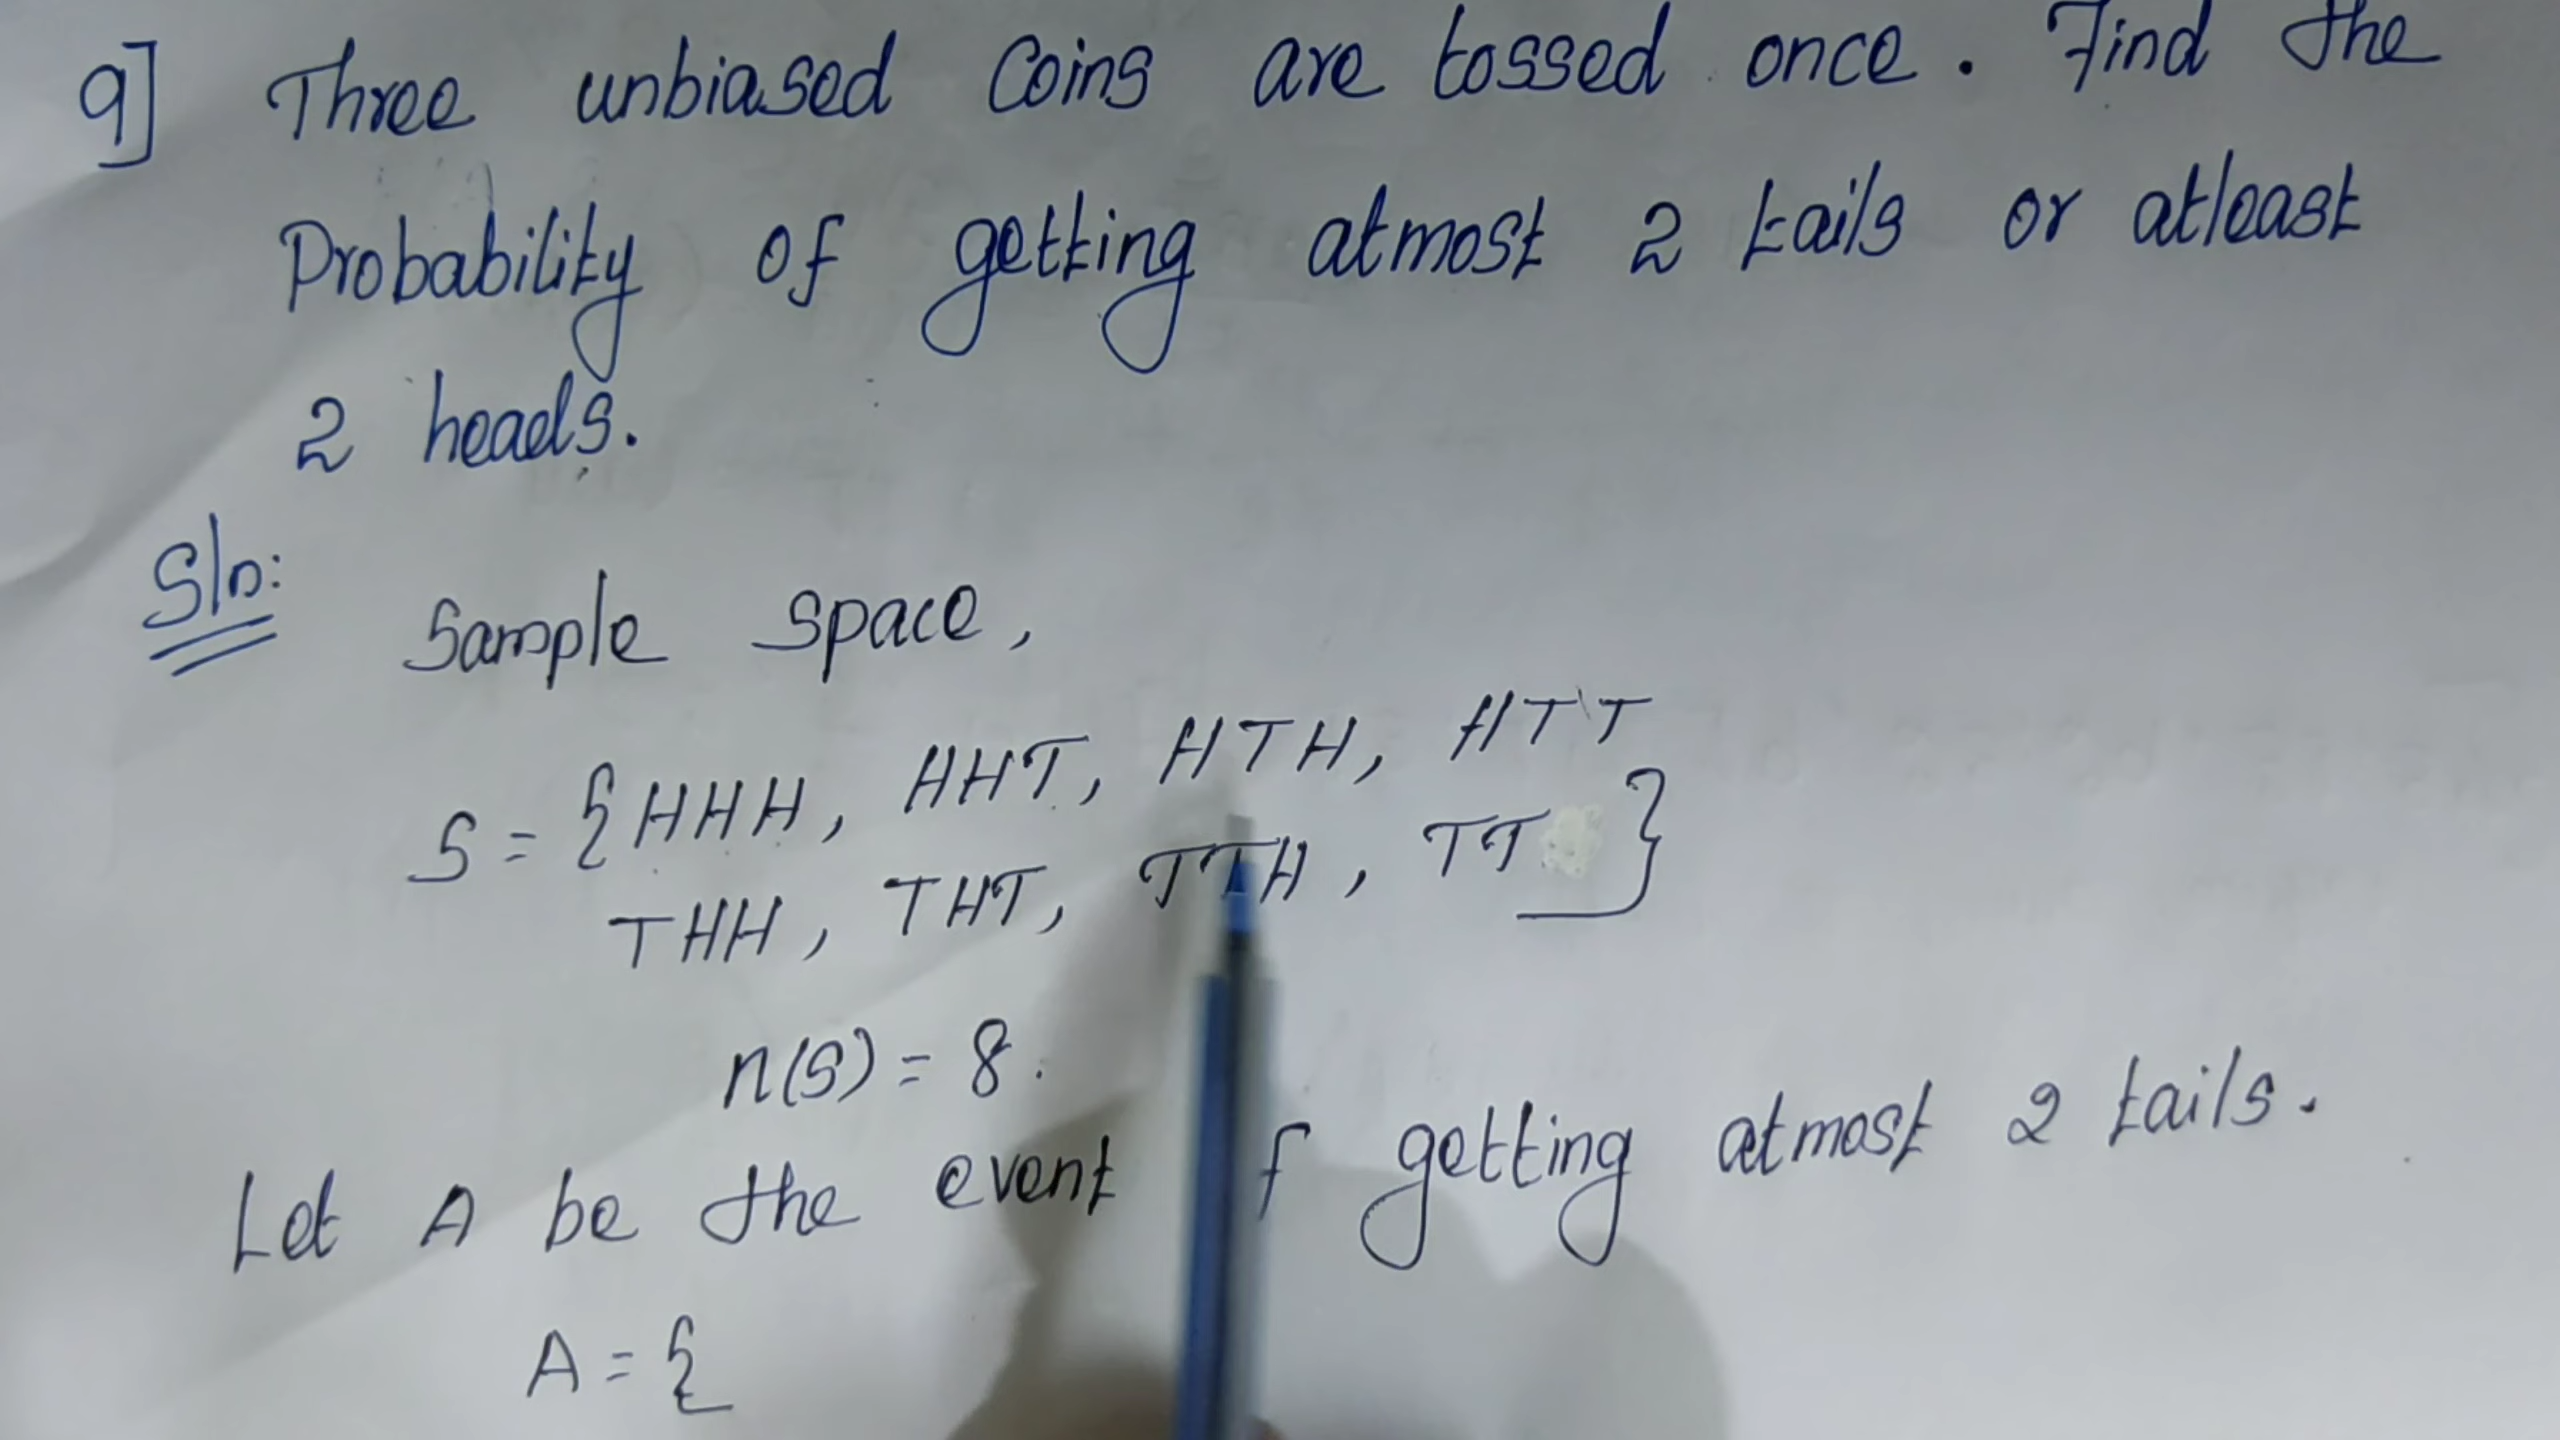 9] Three unbiased Coins are tossed once. Find the
Probability of getting atmost 2 tails or atleast
2 heads.
Sln:
Sample space,
S = {HHH, HHT, HTH, HTT
THH, THT, TTH, TT }
n(S) = 8.
Let A be the event f getting atmost 2 tails.
A = {